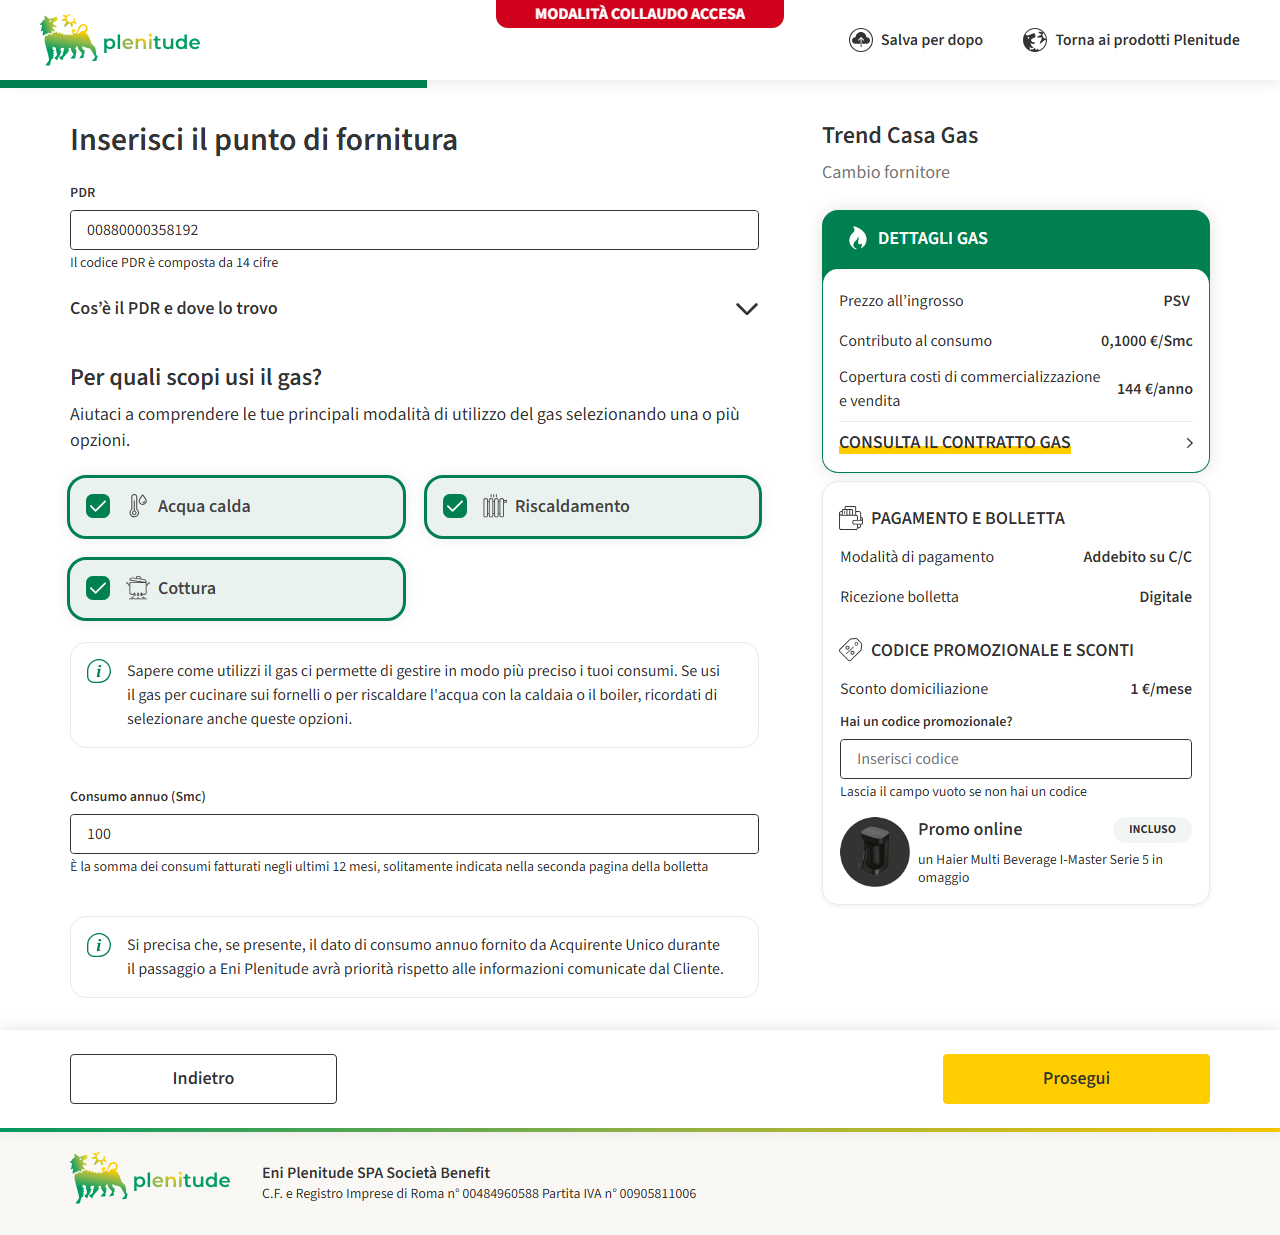 MODALITÀ COLLAUDO ACCESA
plenitude
Salva per dopo
Torna ai prodotti Plenitude
Inserisci il punto di fornitura
PDR
00880000358192
Il codice PDR è composta da 14 cifre
Cos’è il PDR e dove lo trovo
Per quali scopi usi il gas?
Aiutaci a comprendere le tue principali modalità di utilizzo del gas selezionando una o più
opzioni.
Acqua calda
Riscaldamento
Cottura
Sapere come utilizzi il gas ci permette di gestire in modo più preciso i tuoi consumi. Se usi
il gas per cucinare sui fornelli o per riscaldare l'acqua con la caldaia o il boiler, ricordati di
selezionare anche queste opzioni.
Consumo annuo (Smc)
100
È la somma dei consumi fatturati negli ultimi 12 mesi, solitamente indicata nella seconda pagina della bolletta
Si precisa che, se presente, il dato di consumo annuo fornito da Acquirente Unico durante
il passaggio a Eni Plenitude avrà priorità rispetto alle informazioni comunicate dal Cliente.
Trend Casa Gas
Cambio fornitore
DETTAGLI GAS
Prezzo all’ingrosso PSV
Contributo al consumo 0,1000 €/Smc
Copertura costi di commercializzazione
e vendita 144 €/anno
CONSULTA IL CONTRATTO GAS
PAGAMENTO E BOLLETTA
Modalità di pagamento Addebito su C/C
Ricezione bolletta Digitale
CODICE PROMOZIONALE E SCONTI
Sconto domiciliazione 1 €/mese
Hai un codice promozionale?
Inserisci codice
Lascia il campo vuoto se non hai un codice
Promo online INCLUSO
un Haier Multi Beverage I-Master Serie 5 in
omaggio
Indietro
Prosegui
plenitude
Eni Plenitude SPA Società Benefit
C.F. e Registro Imprese di Roma n° 00484960588 Partita IVA n° 00905811006